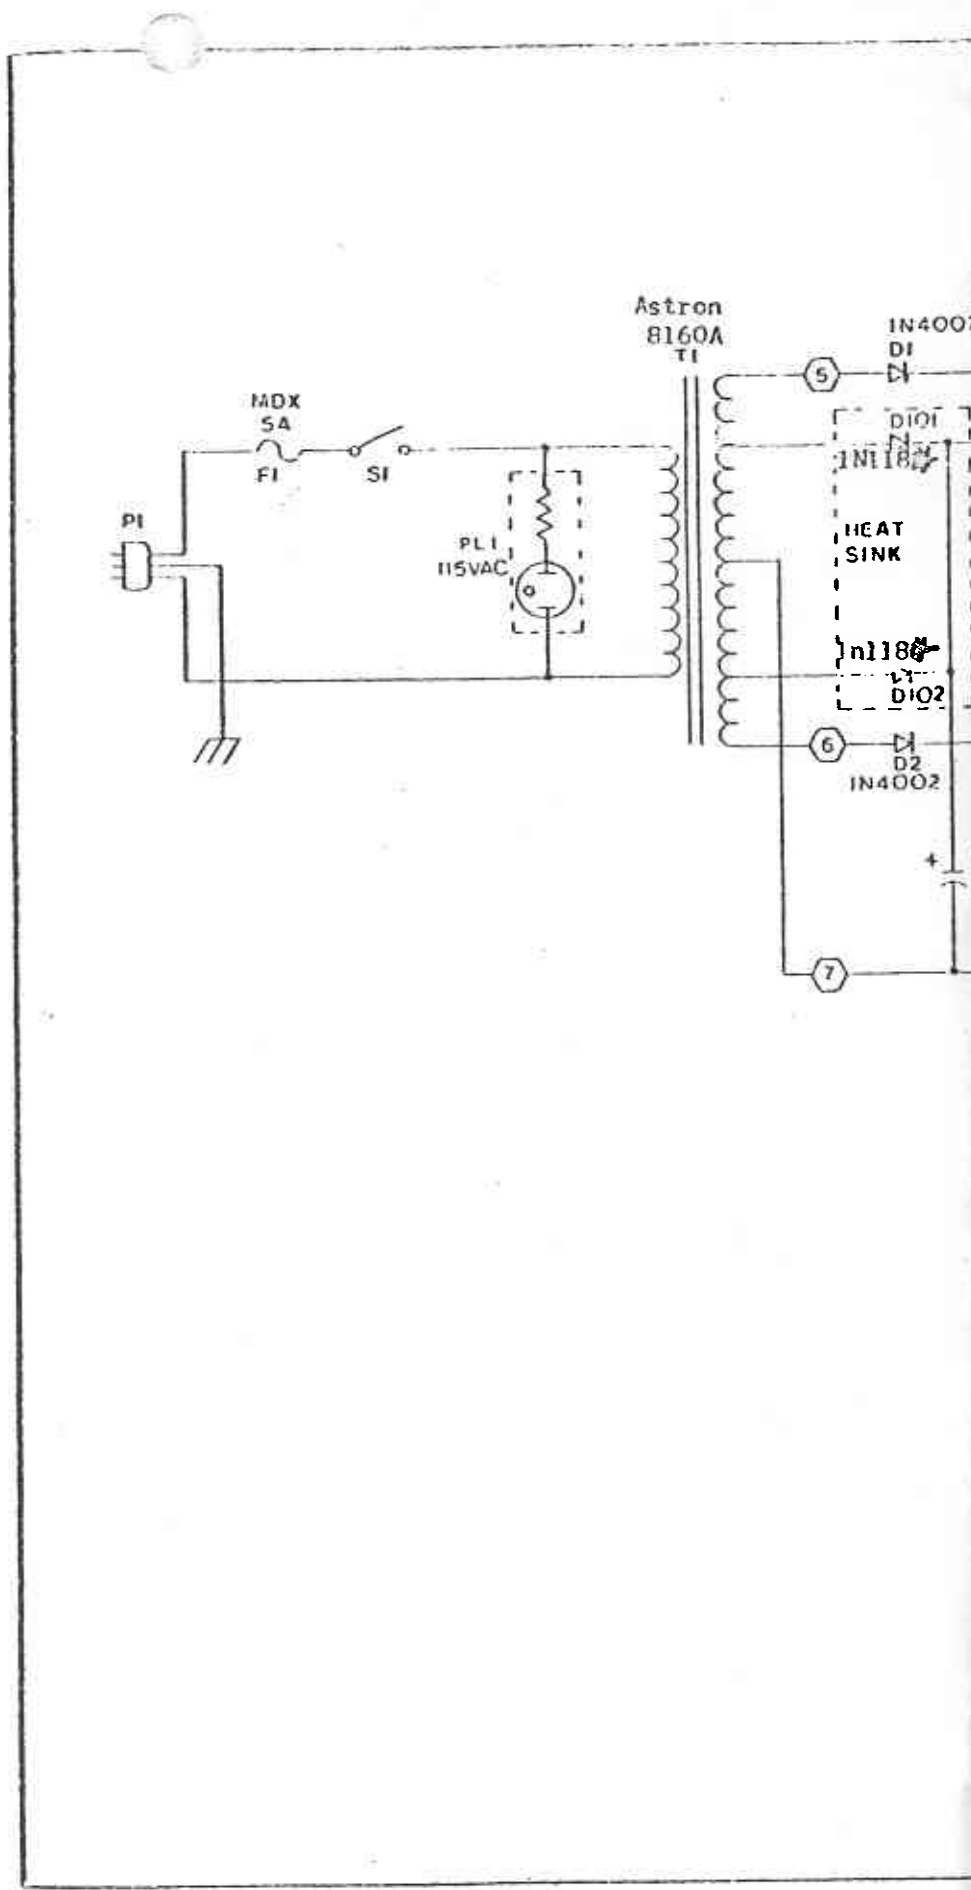 Astron
8160A
T1
1N4002
D1
5
MDX
5A
F1
S1
D101
P1
PL1
115VAC
HEAT
SINK
D102
6
D2
1N4002
+
7